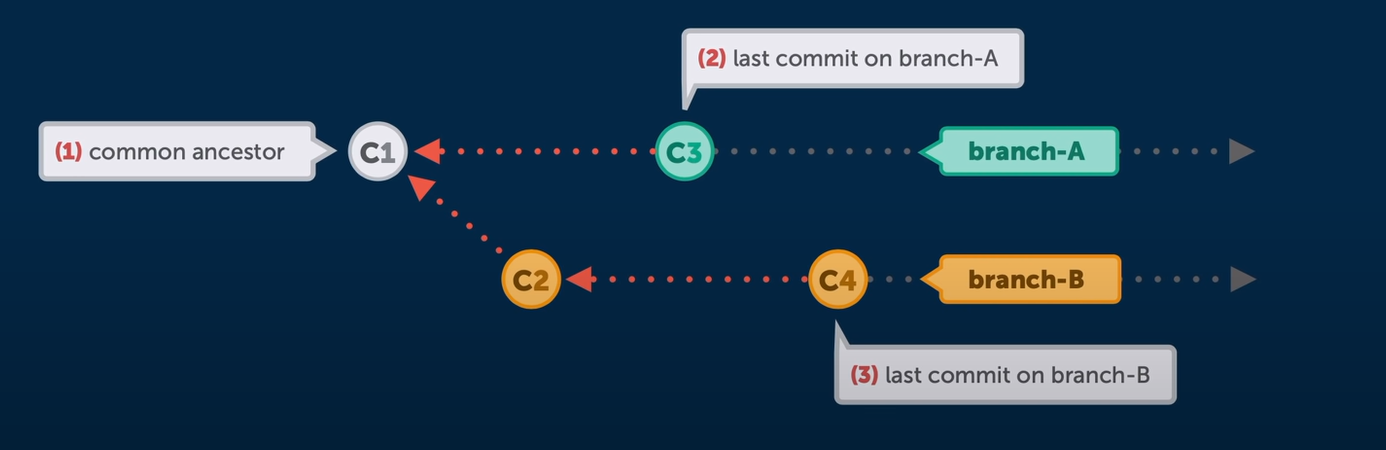 (2) last commit on branch-A
(1) common ancestor
C1
C3
branch-A
C2
C4
branch-B
(3) last commit on branch-B